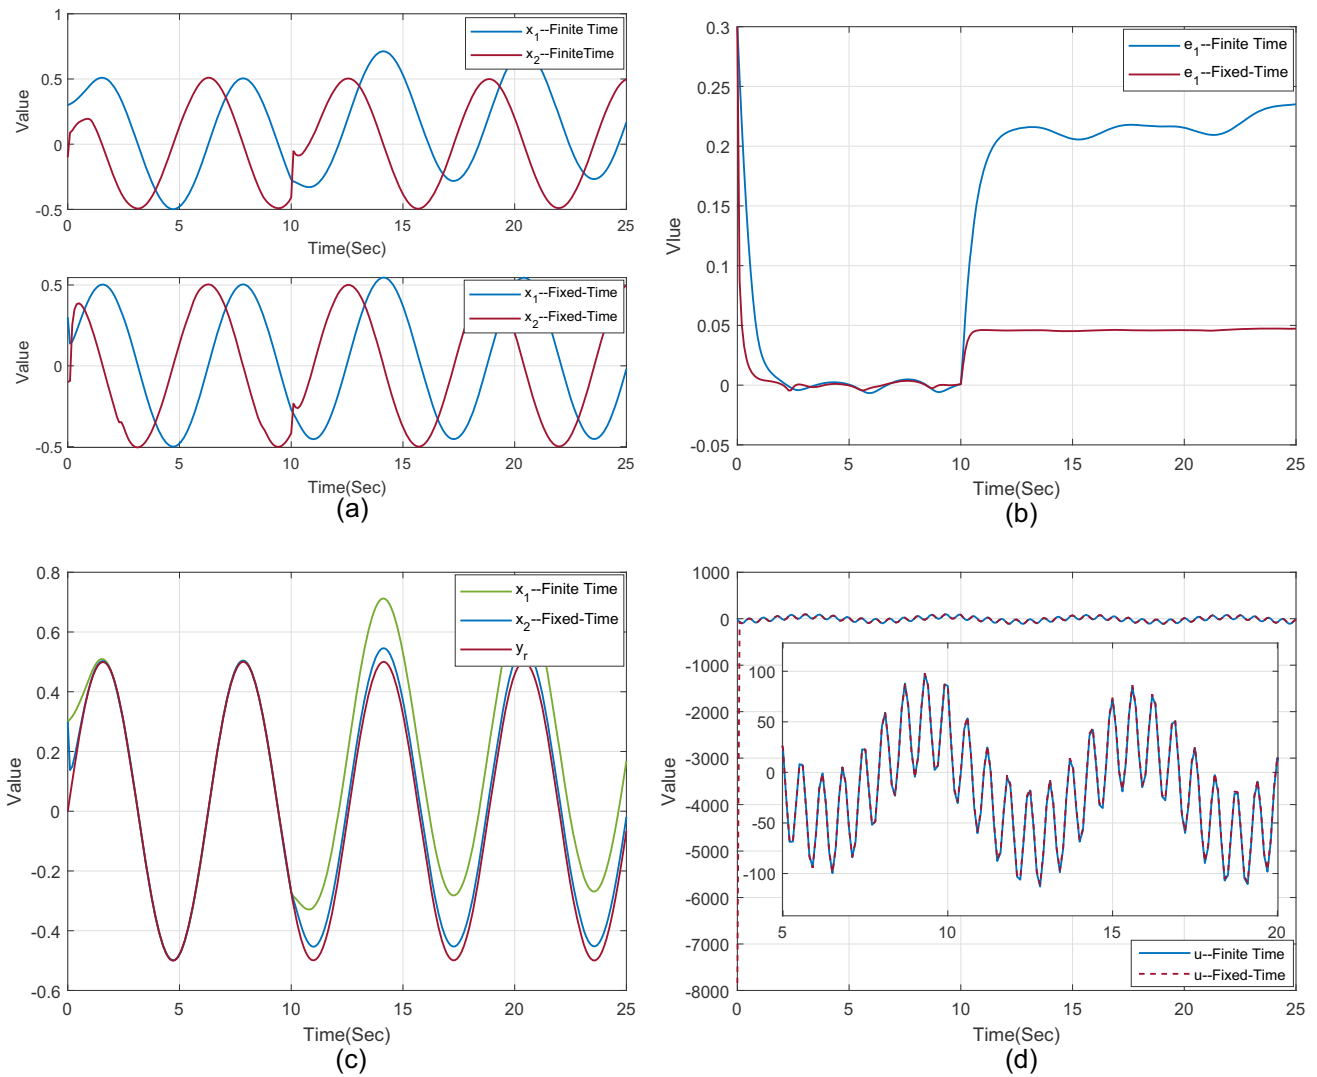 1
0.5
0
-0.5
Value
x1--Finite Time
x2--FiniteTime
0 5 10 15 20 25
Time(Sec)
0.5
0
-0.5
Value
x1--Fixed-Time
x2--Fixed-Time
0 5 10 15 20 25
Time(Sec)
(a)
0.3
0.25
0.2
0.15
0.1
0.05
0
-0.05
Vlue
e1--Finite Time
e1--Fixed-Time
0 5 10 15 20 25
Time(Sec)
(b)
0.8
0.6
0.4
0.2
0
-0.2
-0.4
-0.6
Value
x1--Finite Time
x2--Fixed-Time
yr
0 5 10 15 20 25
Time(Sec)
(c)
1000
0
-1000
-2000
-3000
-4000
-5000
-6000
-7000
-8000
Value
100
50
0
-50
-100
5 10 15 20
u--Finite Time
u--Fixed-Time
0 5 10 15 20 25
Time(Sec)
(d)